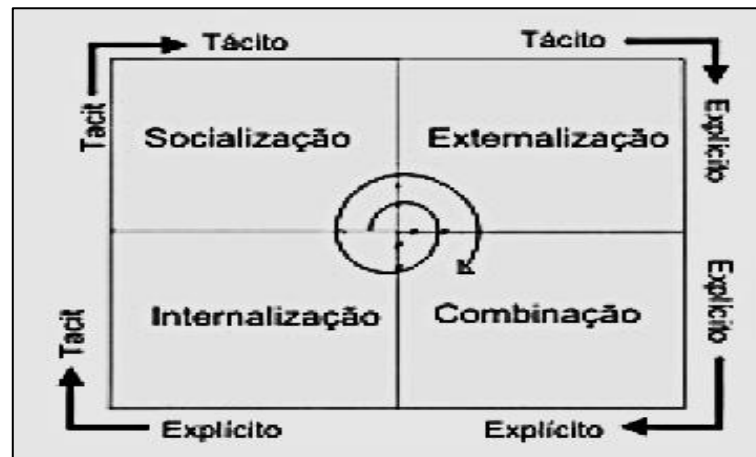 Tácito
Tácito
Tacit
Explícito
Socialização
Externalização
Tacit
Explícito
Internalização
Combinação
Explícito
Explícito